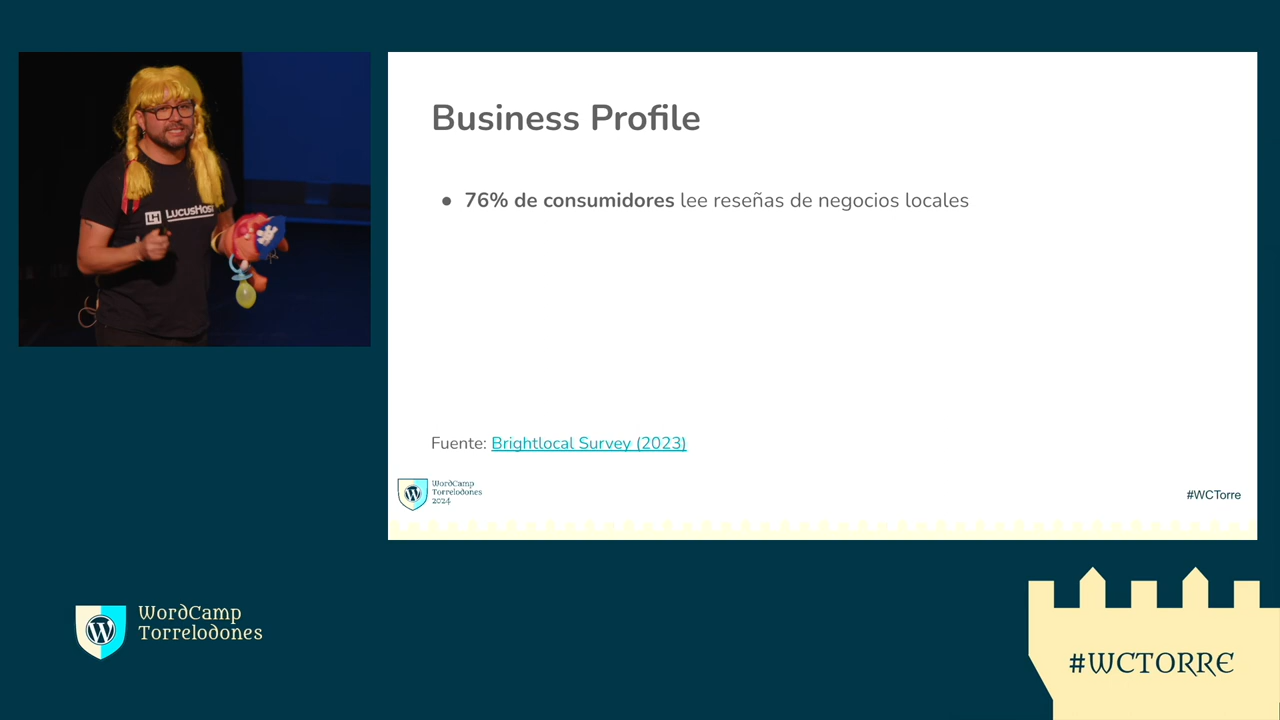 LucusHost
Business Profile
● 76% de consumidores lee reseñas de negocios locales
Fuente: Brightlocal Survey (2023)
WordCamp
Torrelodones
2024
#WCTorre
WordCamp
Torrelodones
#WCTORRE